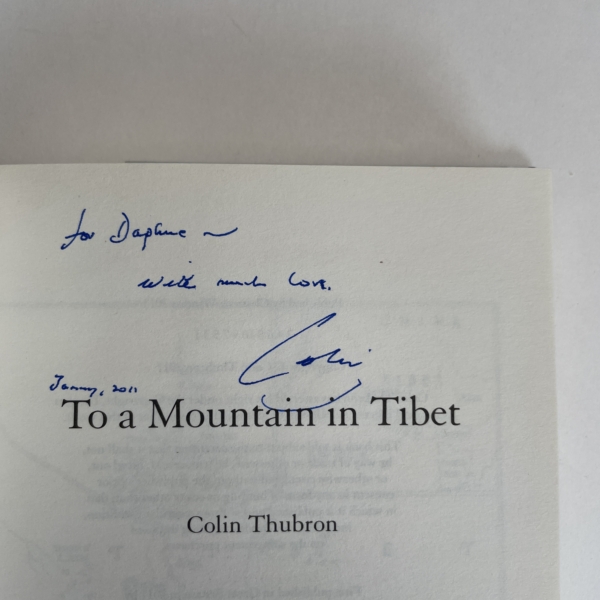 for Daphne ~
with much love.
Colin
January, 2011
To a Mountain in Tibet
Colin Thubron